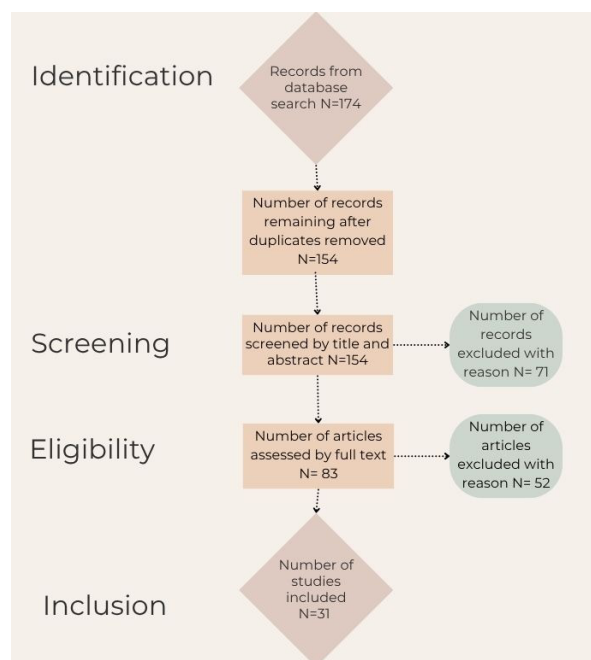 Identification
Records from
database
search N=174
Number of records
remaining after
duplicates removed
N=154
Screening
Number of records
screened by title and
abstract N=154
Number of
records
excluded with
reason N= 71
Eligibility
Number of articles
assessed by full text
N= 83
Number of
articles
excluded with
reason N= 52
Inclusion
Number of
studies
included
N=31